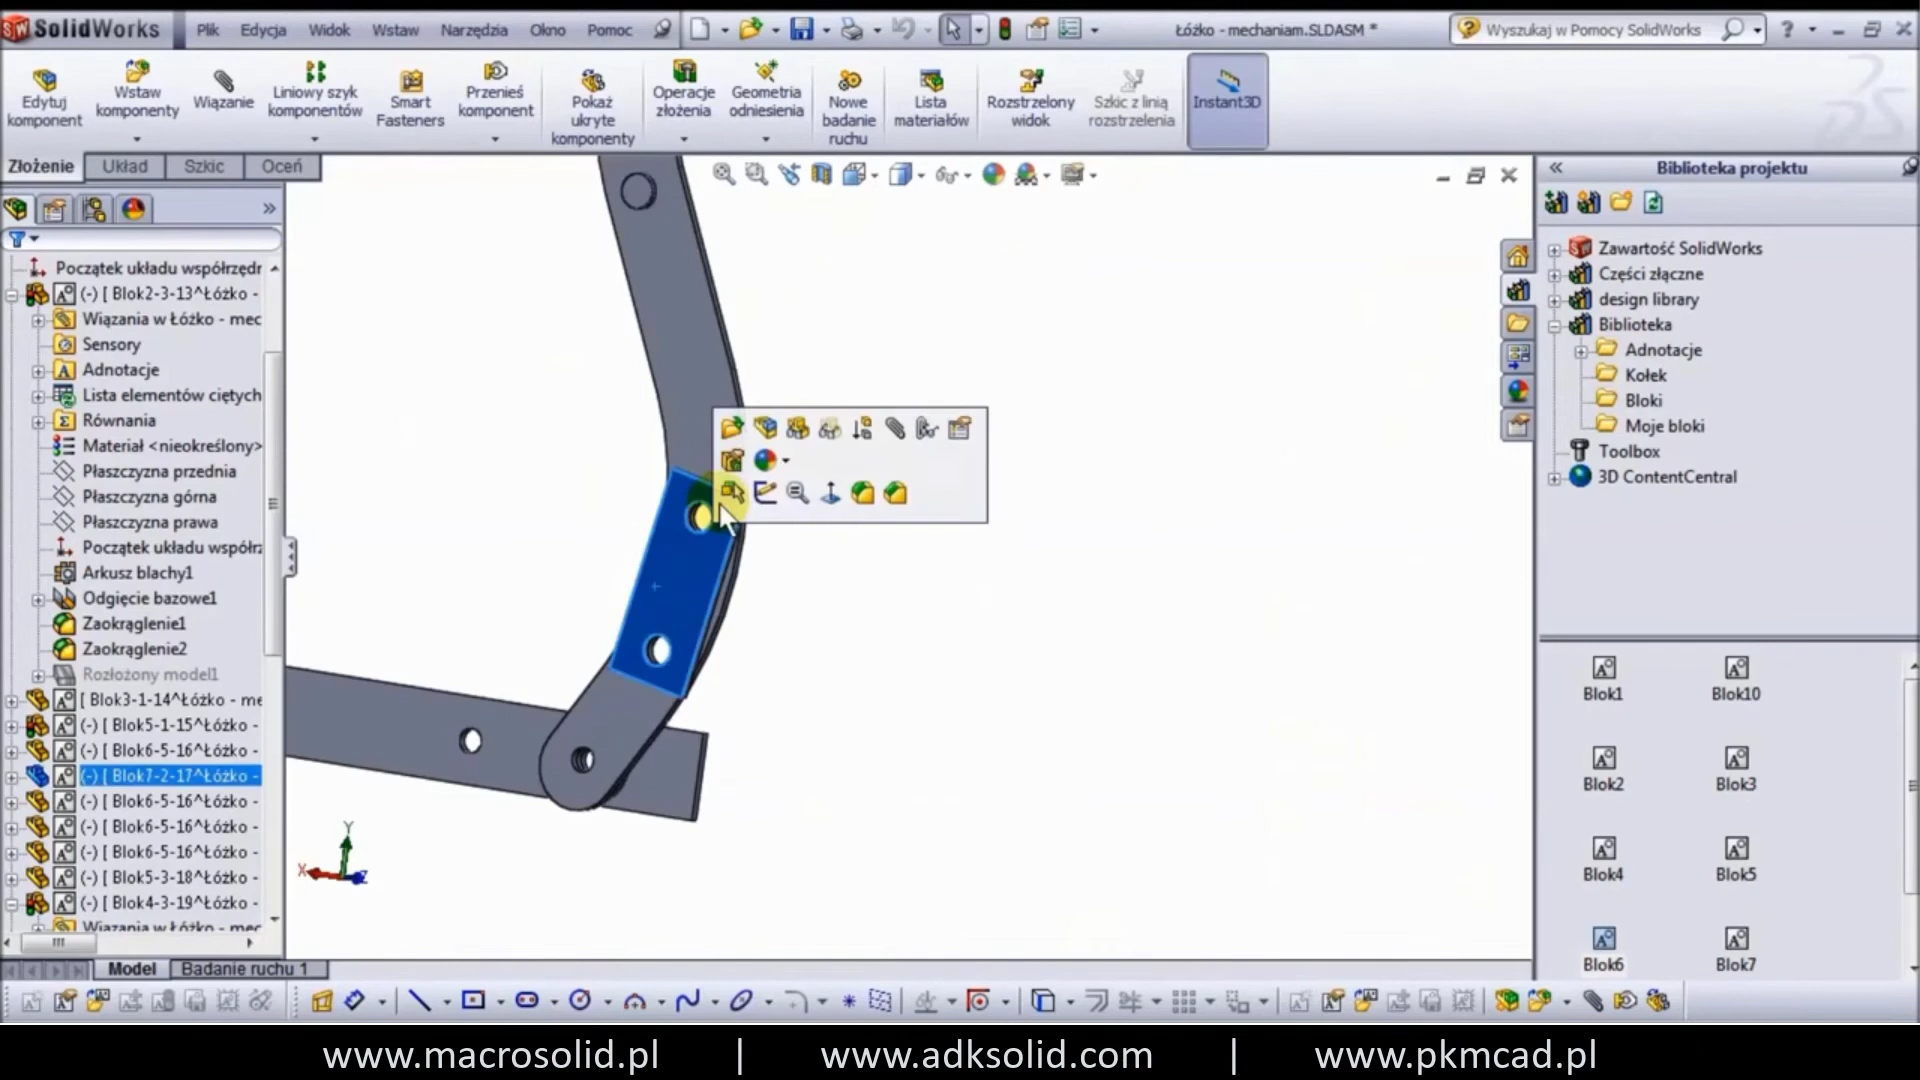 SolidWorks
Plik Edycja Widok Wstaw Narzędzia Okno Pomoc
Łóżko - mechaniam.SLDASM *
Wyszukaj w Pomocy SolidWorks
Edytuj komponent
Wstaw komponenty
Wiązanie
Liniowy szyk komponentów
Smart Fasteners
Przenieś komponent
Pokaż ukryte komponenty
Operacje złożenia
Geometria odniesienia
Nowe badanie ruchu
Lista materiałów
Rozstrzelony widok
Szkic z linią rozstrzelenia
Instant3D
Złożenie Układ Szkic Oceń
Początek układu współrzędr
(-) [ Blok2-3-13^Łóżko -
Wiązania w Łóżko - mec
Sensory
Adnotacje
Lista elementów ciętych
Równania
Materiał <nieokreślony>
Płaszczyzna przednia
Płaszczyzna górna
Płaszczyzna prawa
Początek układu współrz
Arkusz blachy1
Odgięcie bazowe1
Zaokrąglenie1
Zaokrąglenie2
Rozłożony model1
[ Blok3-1-14^Łóżko - me
(-) [ Blok5-1-15^Łóżko -
(-) [ Blok6-5-16^Łóżko -
(-) [ Blok7-2-17^Łóżko -
(-) [ Blok6-5-16^Łóżko -
(-) [ Blok6-5-16^Łóżko -
(-) [ Blok6-5-16^Łóżko -
(-) [ Blok5-3-18^Łóżko -
(-) [ Blok4-3-19^Łóżko -
Wiązania w Łóżko - mec
Y
X
Z
Model Badanie ruchu 1
Biblioteka projektu
Zawartość SolidWorks
Części złączne
design library
Biblioteka
Adnotacje
Kołek
Bloki
Moje bloki
Toolbox
3D ContentCentral
Blok1 Blok10
Blok2 Blok3
Blok4 Blok5
Blok6 Blok7
www.macrosolid.pl | www.adksolid.com | www.pkmcad.pl